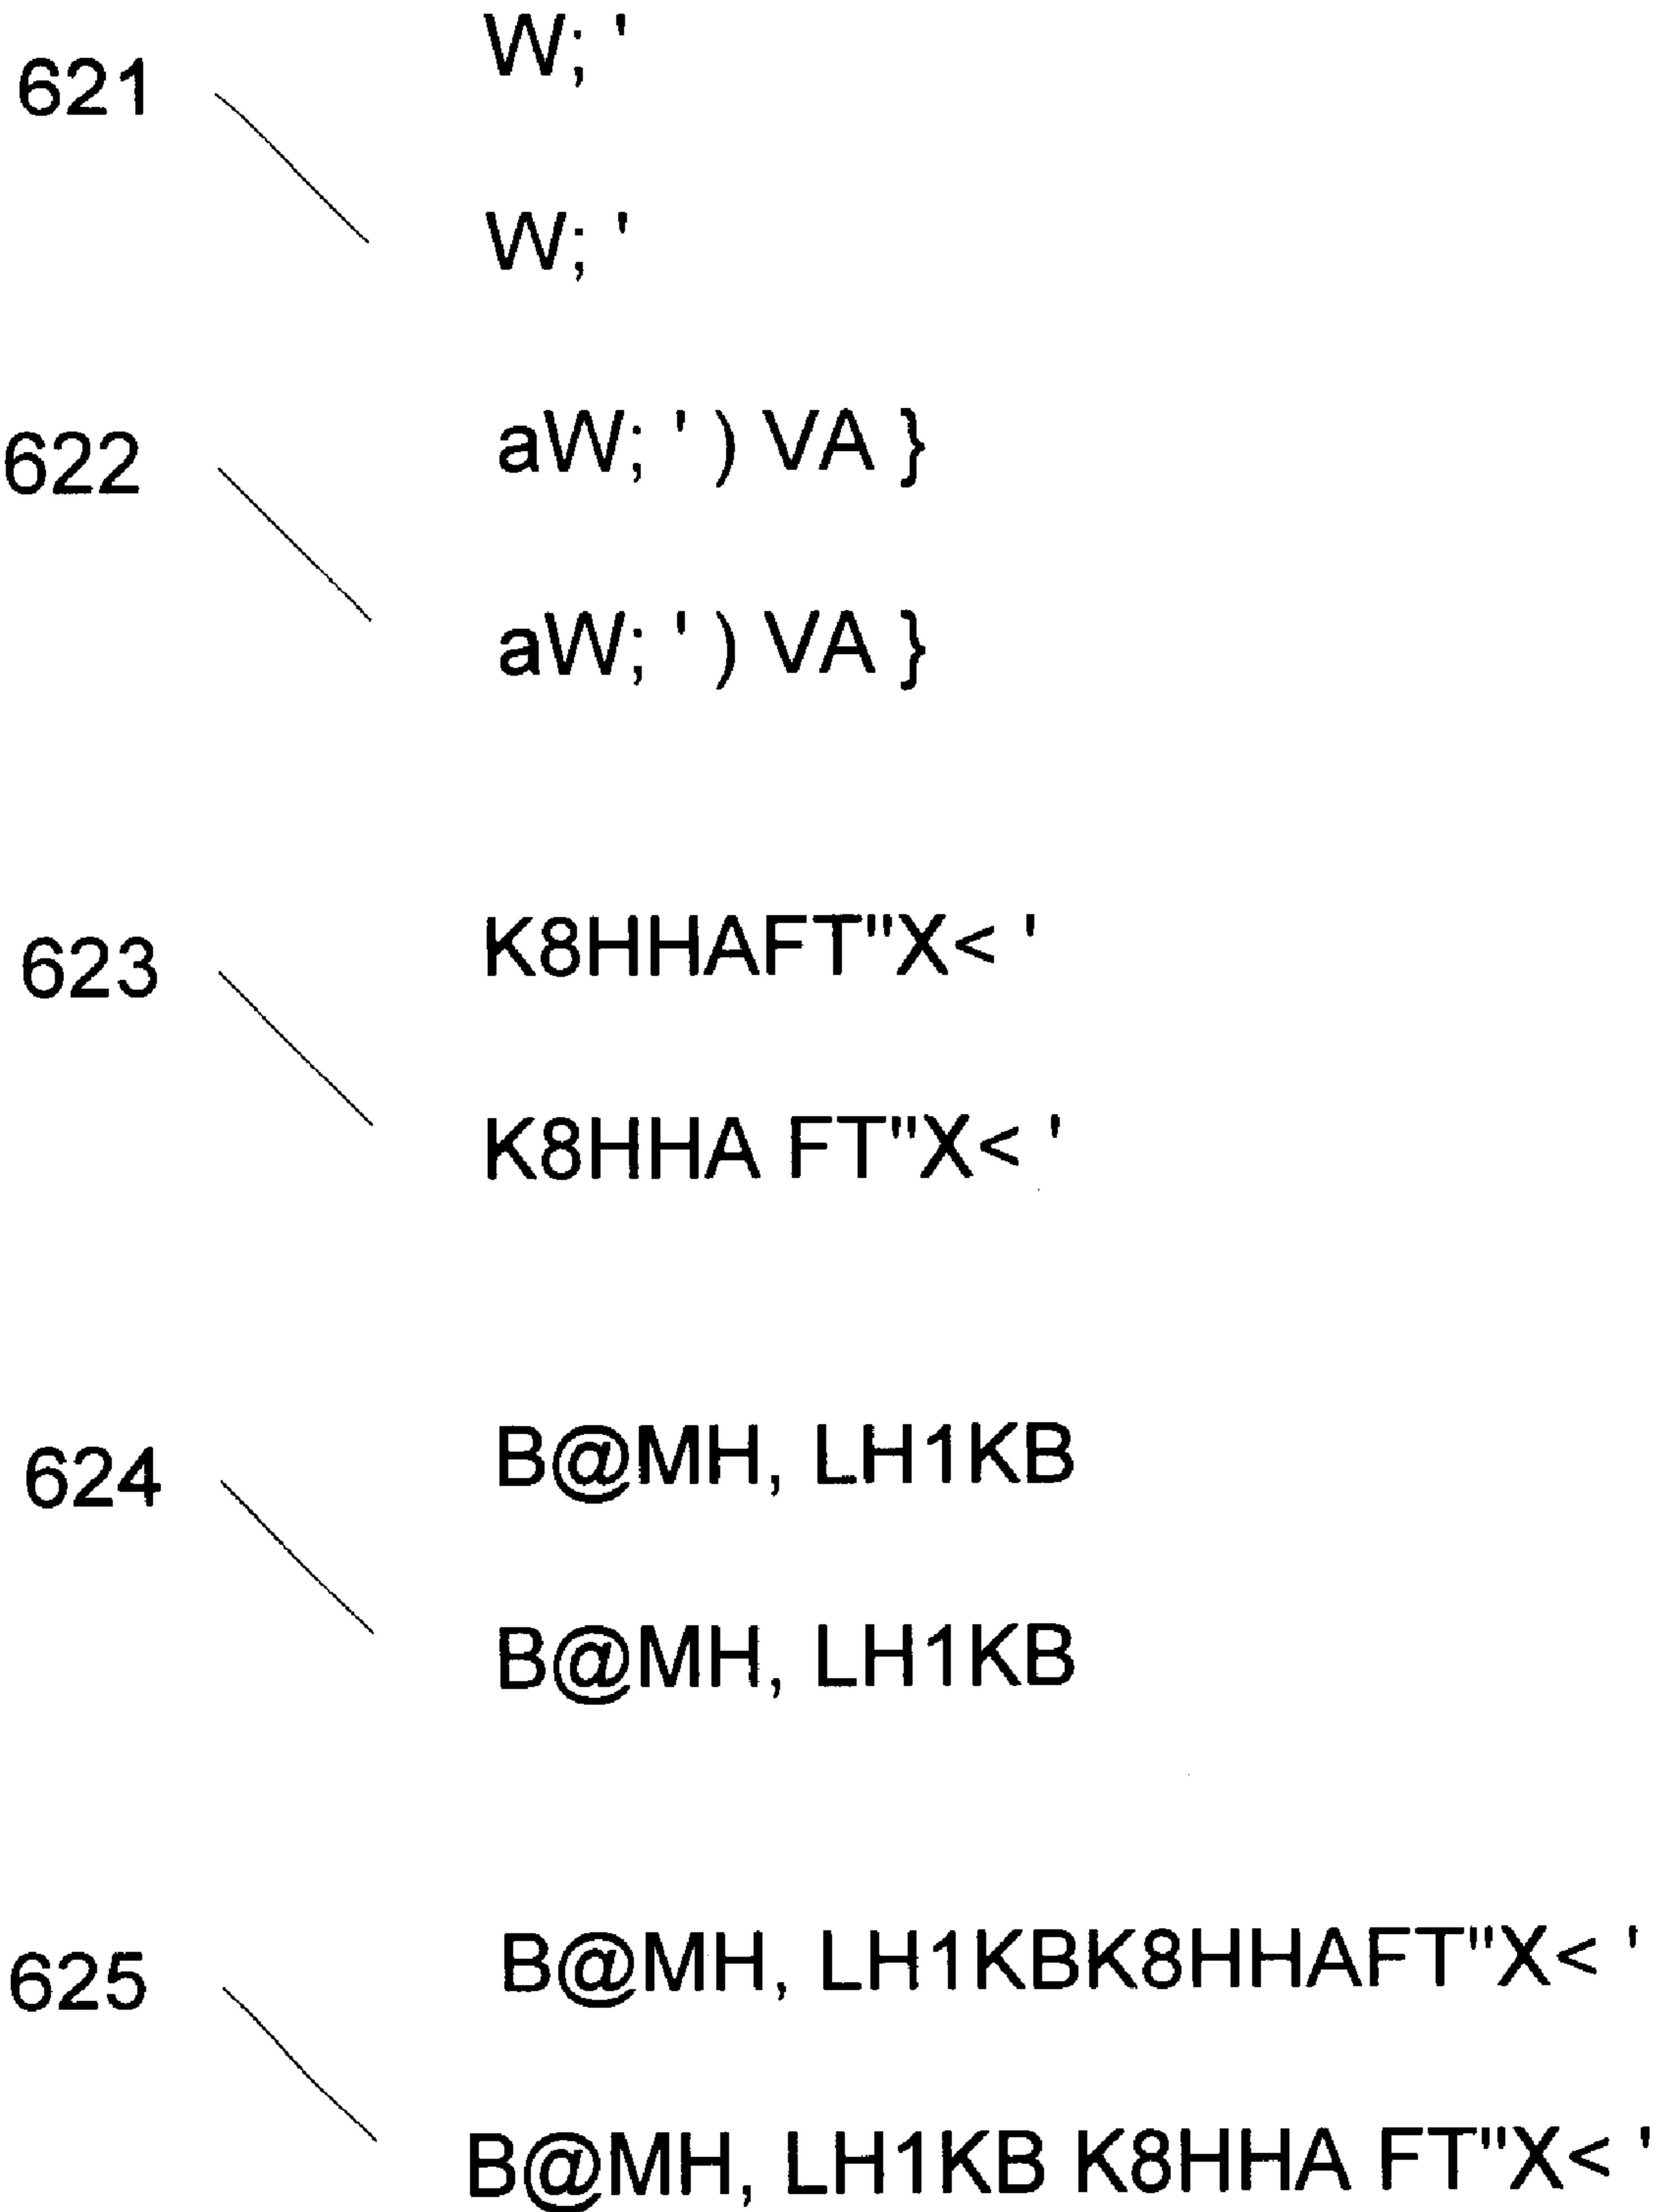 W; '
621
W; '
aW; ' ) VA }
622
aW; ' ) VA }
K8HHAFT"X< '
623
K8HHA FT"X< '
B@MH, LH1KB
624
B@MH, LH1KB
B@MH, LH1KBK8HHAFT"X< '
625
B@MH, LH1KB K8HHA FT"X< '